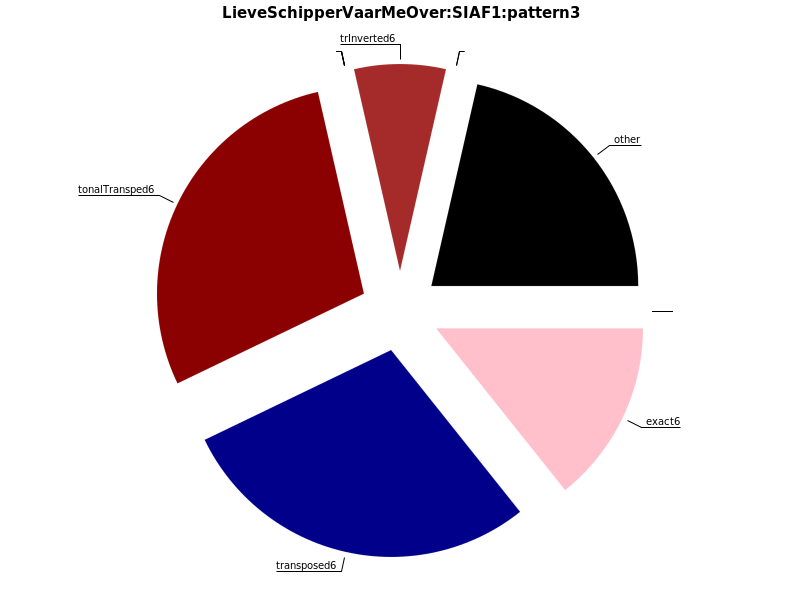 LieveSchipperVaarMeOver:SIAF1:pattern3
trInverted6
other
tonalTransped6
exact6
transposed6